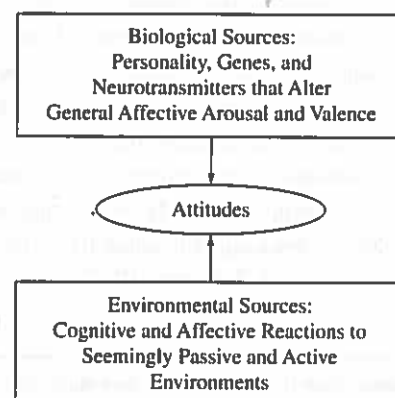 Biological Sources:
Personality, Genes, and
Neurotransmitters that Alter
General Affective Arousal and Valence
Attitudes
Environmental Sources:
Cognitive and Affective Reactions to
Seemingly Passive and Active
Environments